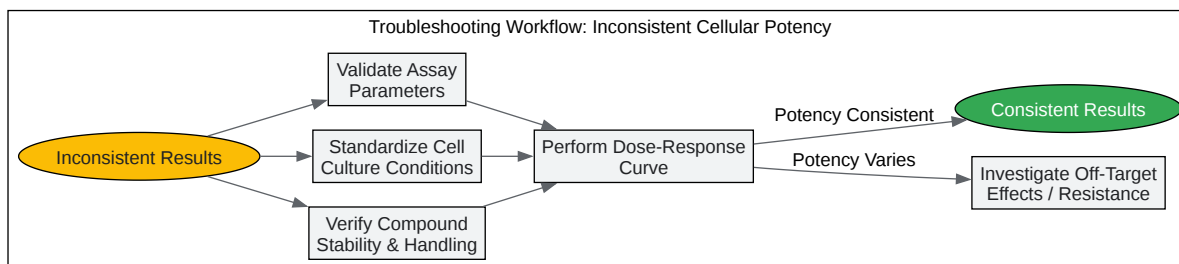 Troubleshooting Workflow: Inconsistent Cellular Potency
Validate Assay
Parameters
Inconsistent Results
Standardize Cell
Culture Conditions
Verify Compound
Stability & Handling
Perform Dose-Response
Curve
Potency Consistent
Potency Varies
Consistent Results
Investigate Off-Target
Effects / Resistance